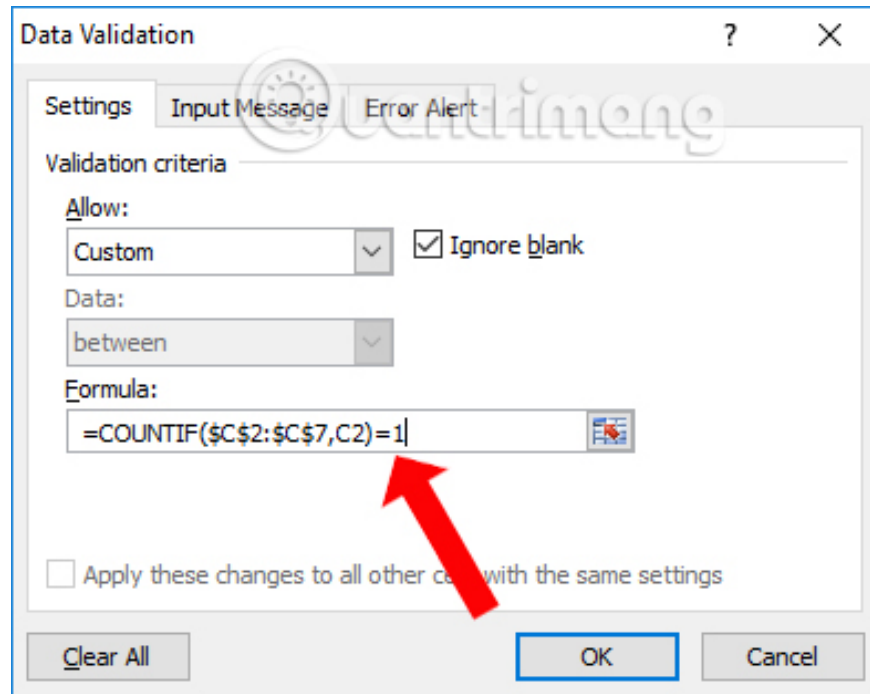 Data Validation ?
Quantrimang
Settings Input Message Error Alert
Validation criteria
Allow:
Custom Ignore blank
Data:
between
Formula:
=COUNTIF($C$2:$C$7,C2)=1
Apply these changes to all other with the same settings
Clear All OK Cancel